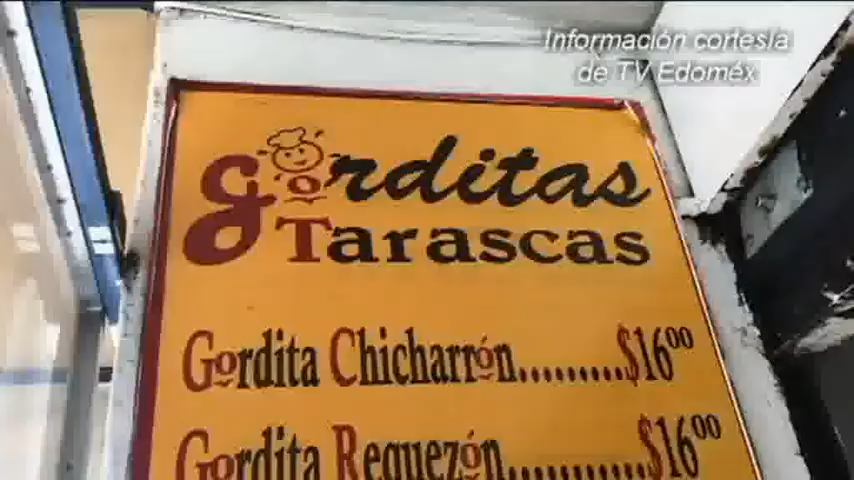 Información cortesía
de TV Edoméx
Gorditas
Tarascas
Gordita Chicharrón.........$16.00
Gordita Requezón...........$16.00